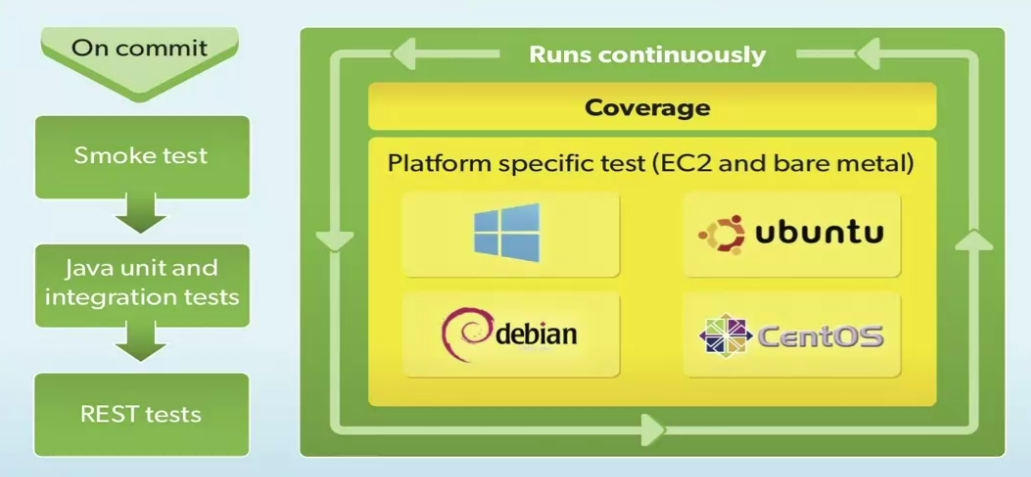 On commit
Smoke test
Java unit and
integration tests
REST tests
Runs continuously
Coverage
Platform specific test (EC2 and bare metal)
ubuntu
debian
CentOS